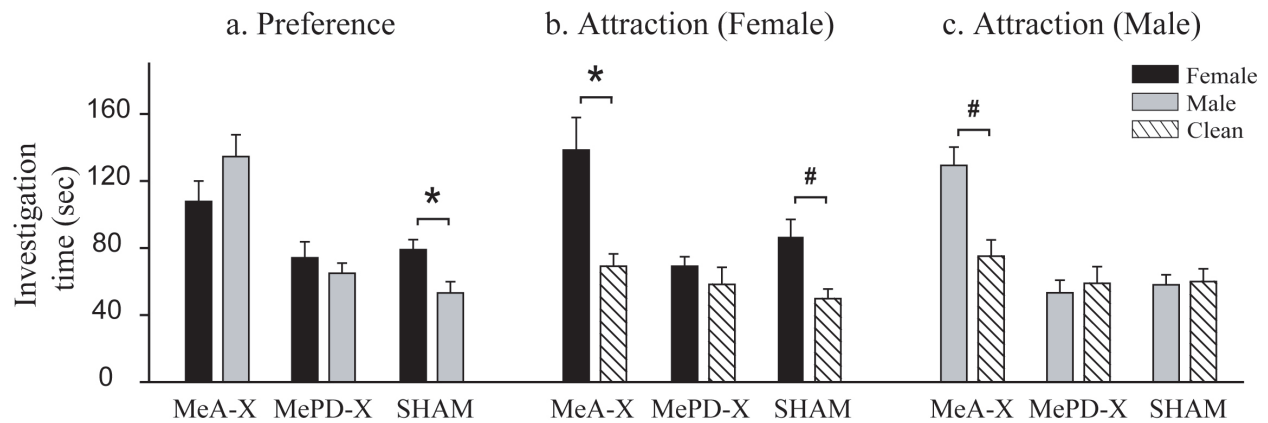 a. Preference
b. Attraction (Female)
c. Attraction (Male)
Female
Male
Clean
Investigation
time (sec)
160
120
80
40
0
*
*
#
#
MeA-X MePD-X SHAM
MeA-X MePD-X SHAM
MeA-X MePD-X SHAM